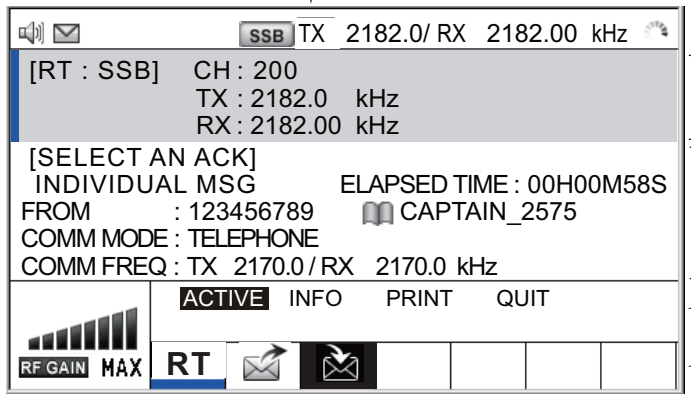 SSB TX 2182.0/ RX 2182.00 kHz
[RT : SSB] CH : 200
TX : 2182.0 kHz
RX : 2182.00 kHz
[SELECT AN ACK]
INDIVIDUAL MSG ELAPSED TIME : 00H00M58S
FROM : 123456789 CAPTAIN_2575
COMM MODE : TELEPHONE
COMM FREQ : TX 2170.0 / RX 2170.0 kHz
ACTIVE INFO PRINT QUIT
RF GAIN MAX RT